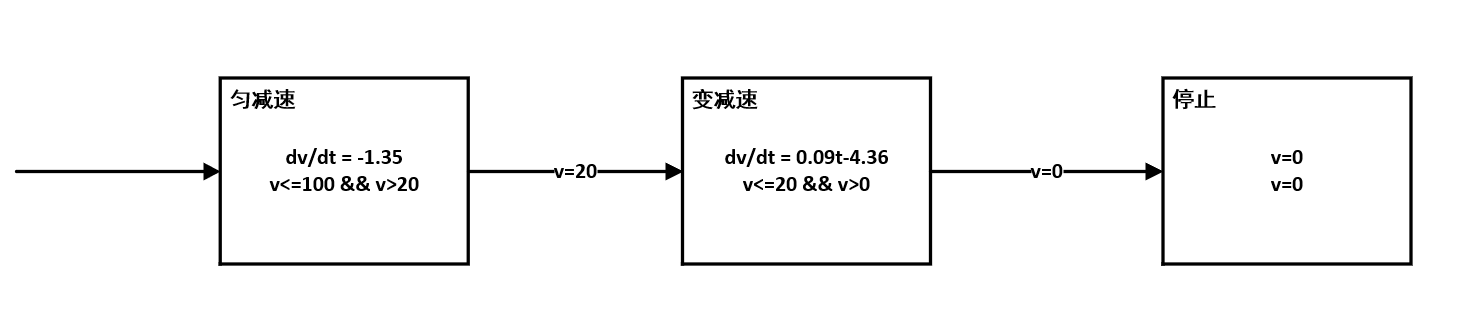 匀减速
dv/dt = -1.35
v<=100 && v>20
v=20
变减速
dv/dt = 0.09t-4.36
v<=20 && v>0
v=0
停止
v=0
v=0